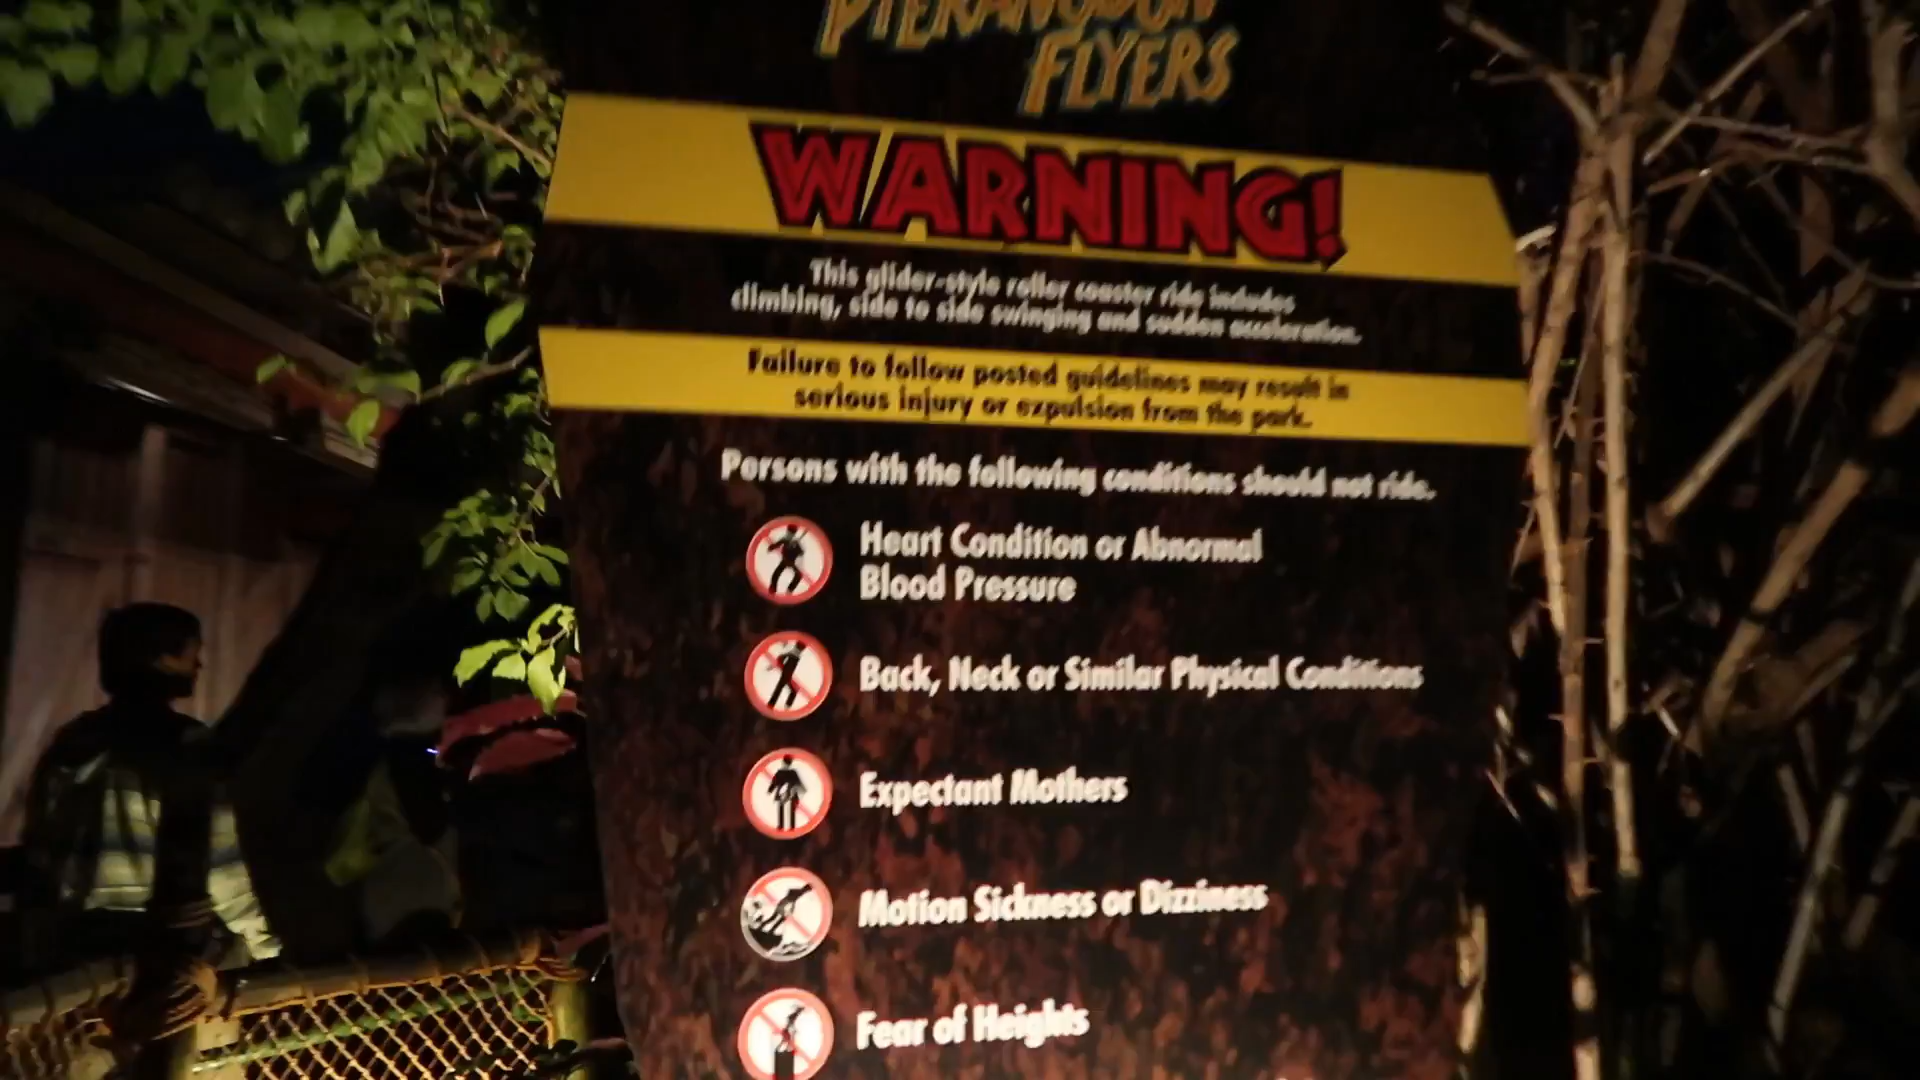 PTERANODON
FLYERS
WARNING!
This glider-style roller coaster ride includes
climbing, side to side swinging and sudden acceleration.
Failure to follow posted guidelines may result in
serious injury or expulsion from the park.
Persons with the following conditions should not ride.
Heart Condition or Abnormal
Blood Pressure
Back, Neck or Similar Physical Conditions
Expectant Mothers
Motion Sickness or Dizziness
Fear of Heights